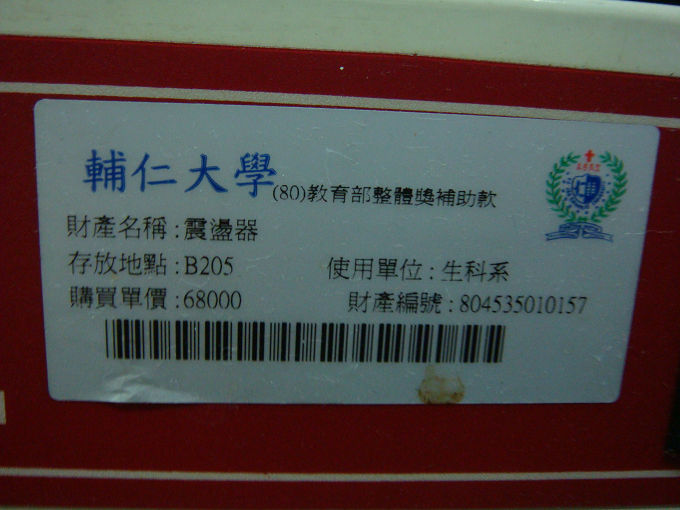 輔仁大學(80)教育部整體獎補助款
財產名稱:震盪器
存放地點:B205 使用單位:生科系
購買單價:68000 財產編號:804535010157